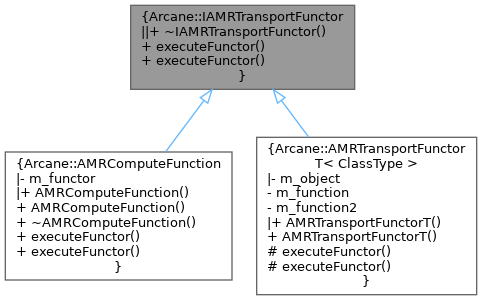 {Arcane::IAMRTransportFunctor
||+ ~IAMRTransportFunctor()
+ executeFunctor()
+ executeFunctor()
}
{Arcane::AMRComputeFunction
|- m_functor
|+ AMRComputeFunction()
+ AMRComputeFunction()
+ ~AMRComputeFunction()
+ executeFunctor()
+ executeFunctor()
}
{Arcane::AMRTransportFunctor
T< ClassType >
|- m_object
- m_function
- m_function2
|+ AMRTransportFunctorT()
+ AMRTransportFunctorT()
# executeFunctor()
# executeFunctor()
}